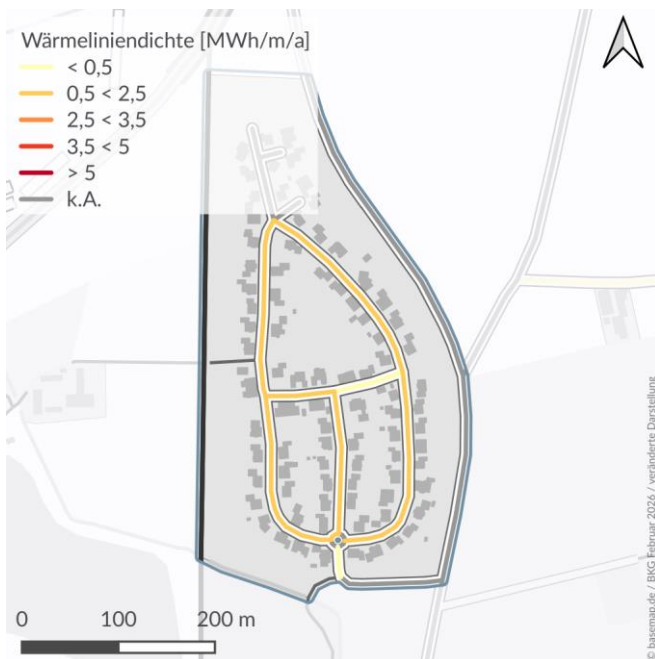 Wärmeliniendichte [MWh/m/a]
< 0,5
0,5 < 2,5
2,5 < 3,5
3,5 < 5
> 5
k.A.
© basemap.de / BKG Februar 2026 / veränderte Darstellung
0 100 200 m